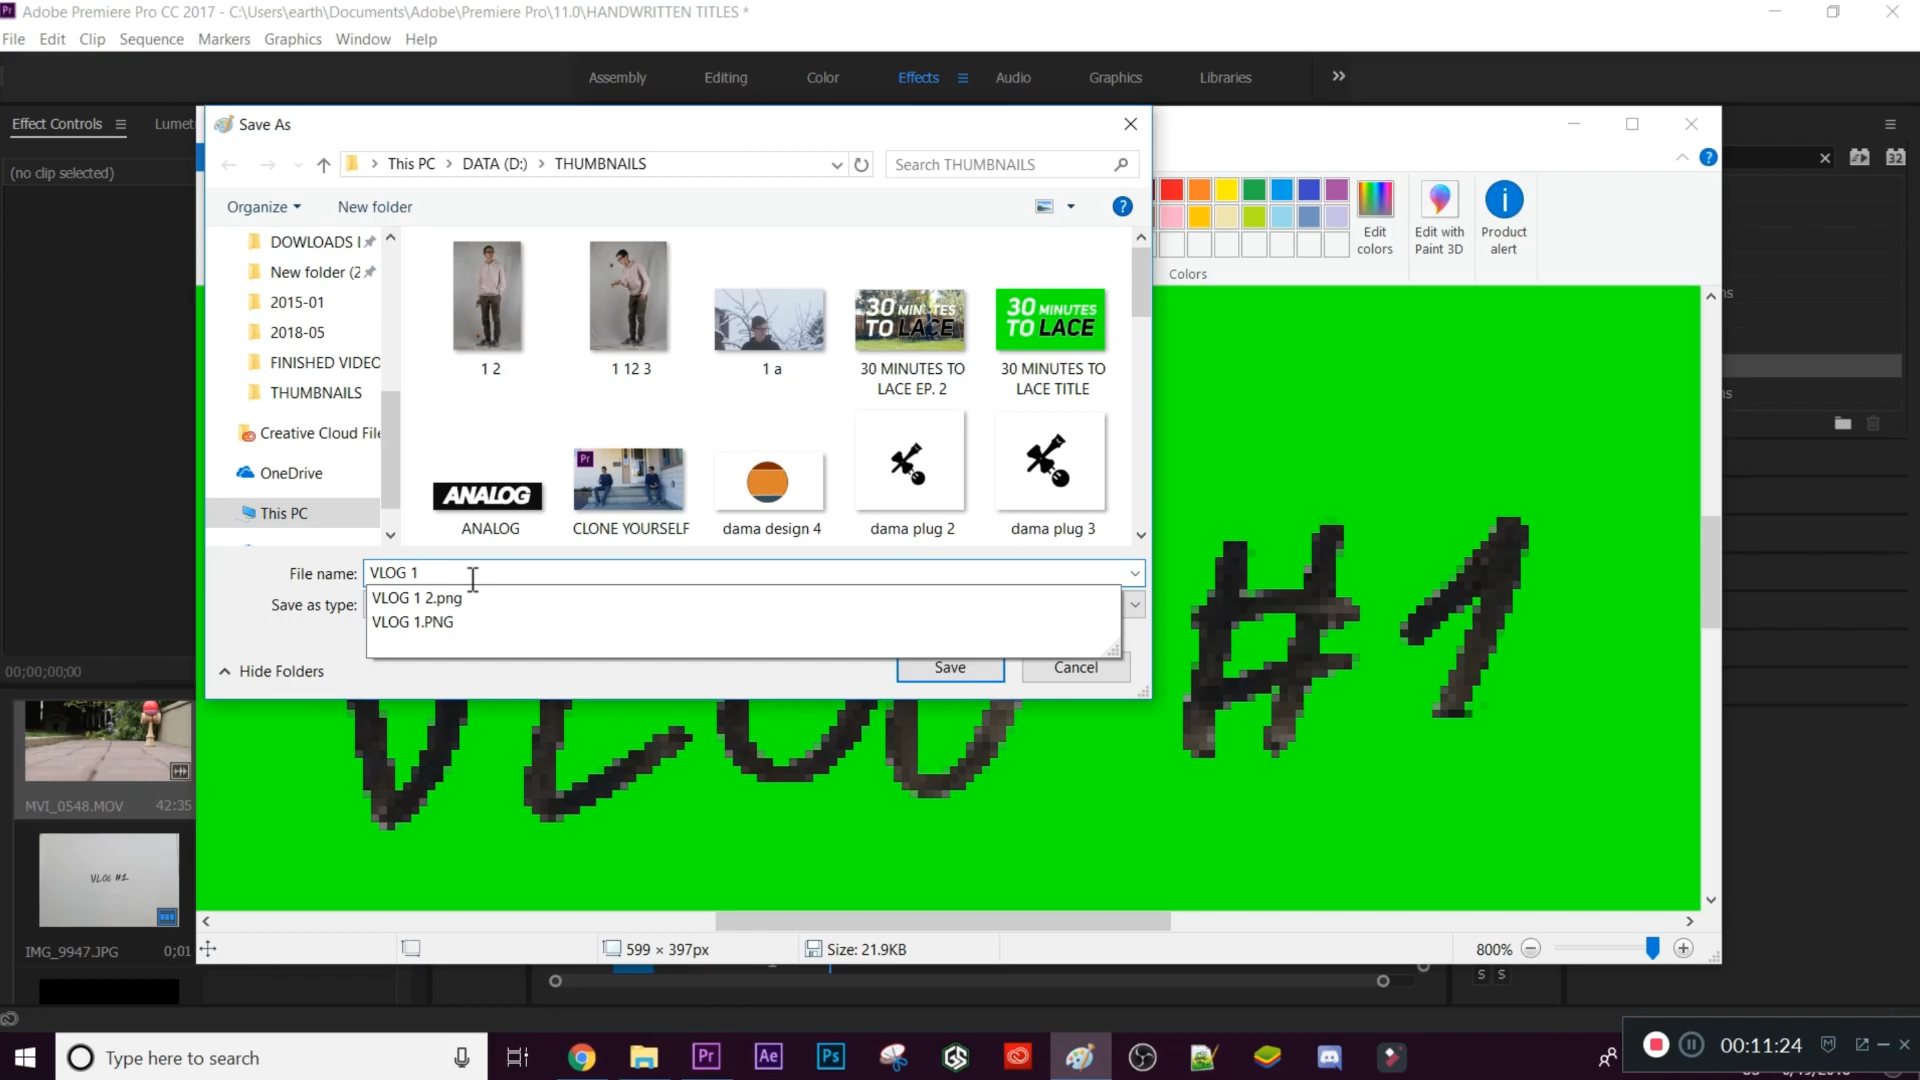 Adobe Premiere Pro CC 2017 - C:\Users\earth\Documents\Adobe\Premiere Pro\11.0\HANDWRITTEN TITLES *
File Edit Clip Sequence Markers Graphics Window Help
Assembly Editing Color Effects Audio Graphics Libraries
Effect Controls
(no clip selected)
Save As
This PC > DATA (D:) > THUMBNAILS
Search THUMBNAILS
Organize New folder
DOWLOADS
New folder (2
2015-01
2018-05
FINISHED VIDEO
THUMBNAILS
Creative Cloud File
OneDrive
This PC
1 2
1 12 3
1 a
30 MINUTES TO LACE
30 MINUTES TO LACE EP. 2
30 MINUTES TO LACE
30 MINUTES TO LACE TITLE
ANALOG
ANALOG
Pr
CLONE YOURSELF
dama design 4
dama plug 2
dama plug 3
File name: VLOG 1
Save as type:
VLOG 1 2.png
VLOG 1.PNG
Hide Folders
Save Cancel
Edit colors
Edit with Paint 3D
Product alert
Colors
32
#1
00;00;00;00
MVI_0548.MOV 42:35
VLOG #1
IMG_9947.JPG 0;01
599 × 397px
Size: 21.9KB
800%
S S
Type here to search
Pr Ae Ps
00:11:24